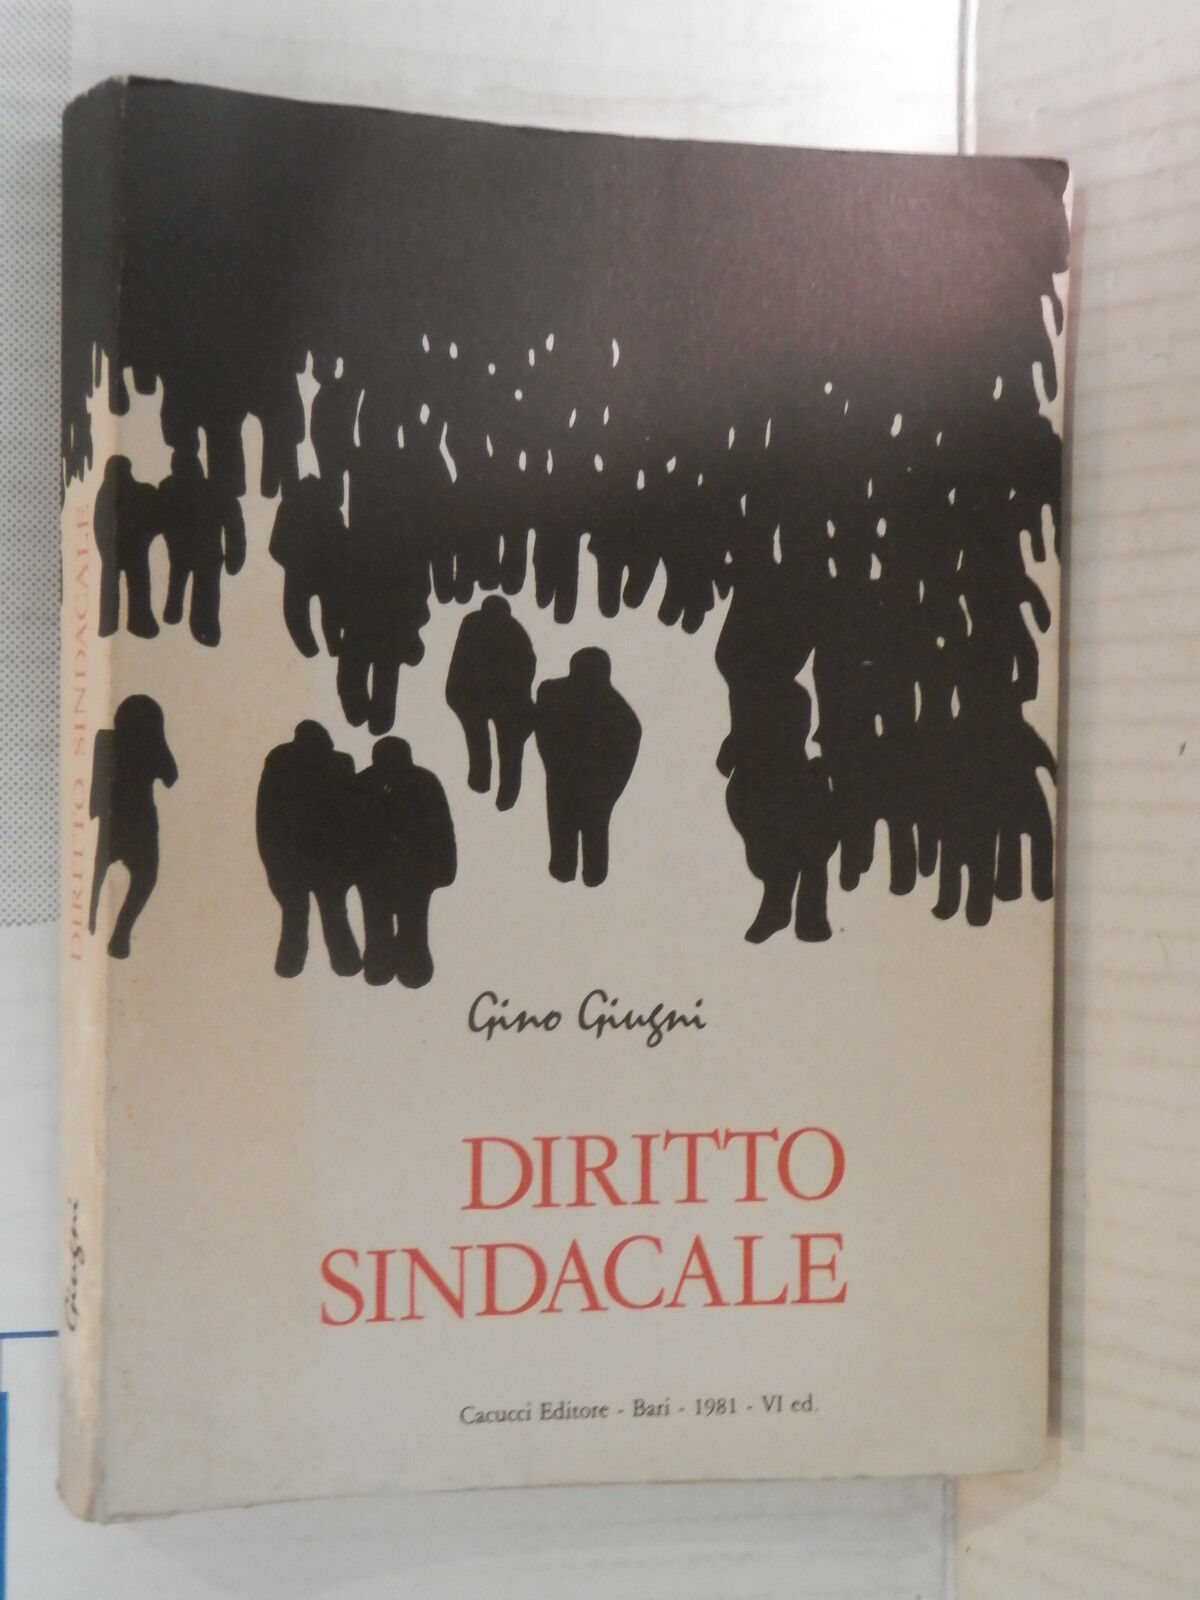 Gino Giugni
DIRITTO
SINDACALE
Cacucci Editore - Bari - 1981 - VI ed.
DIRITTO SINDACALE
Giugni